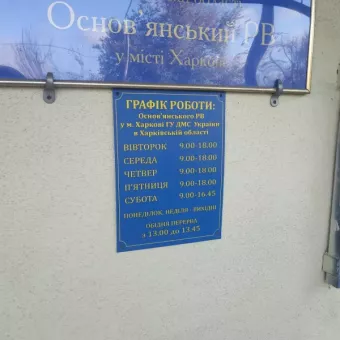 Основ'янський РВ
у місті Харкові
ГРАФІК РОБОТИ:
Основ'янського РВ
у м. Харкові ГУ ДМС України
в Харківській області
ВІВТОРОК 9.00-18.00
СЕРЕДА 9.00-18.00
ЧЕТВЕР 9.00-18.00
П'ЯТНИЦЯ 9.00-18.00
СУБОТА 9.00-16.45
ПОНЕДІЛОК, НЕДІЛЯ - ВИХІДНІ
ОБІДНЯ ПЕРЕРВА
з 13.00 до 13.45